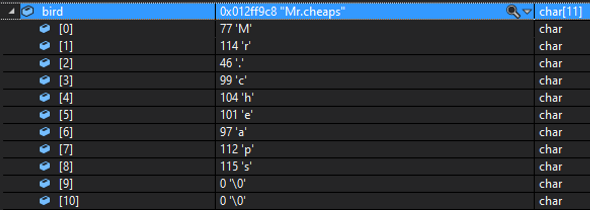 bird 0x012ff9c8 "Mr.cheaps" char[11]
[0] 77 'M' char
[1] 114 'r' char
[2] 46 '.' char
[3] 99 'c' char
[4] 104 'h' char
[5] 101 'e' char
[6] 97 'a' char
[7] 112 'p' char
[8] 115 's' char
[9] 0 '\0' char
[10] 0 '\0' char